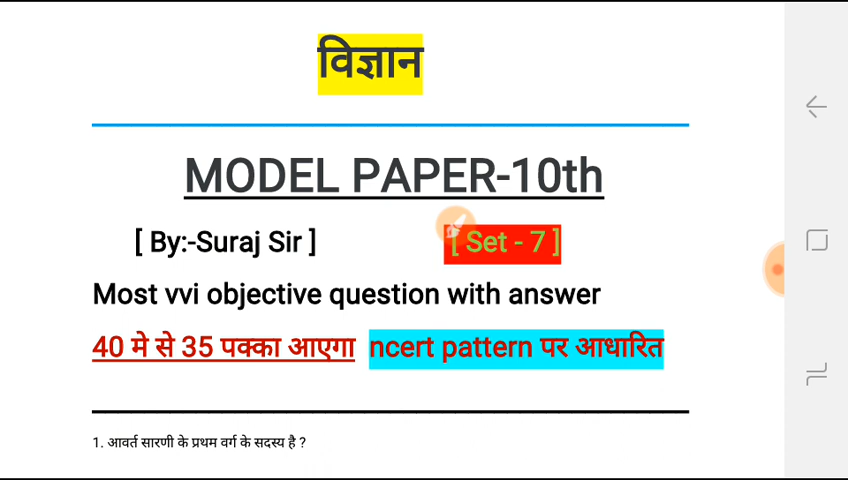 विज्ञान
MODEL PAPER-10th
[ By:-Suraj Sir ] [ Set - 7 ]
Most vvi objective question with answer
40 मे से 35 पक्का आएगा ncert pattern पर आधारित
1. आवर्त सारणी के प्रथम वर्ग के सदस्य है ?